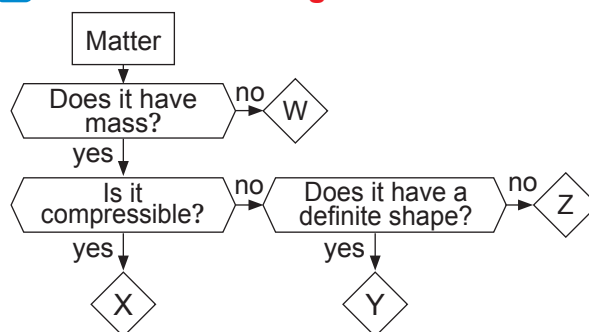 Matter
Does it have
mass?
no
W
yes
Is it
compressible?
no
Does it have a
definite shape?
no
Z
yes
yes
X
Y